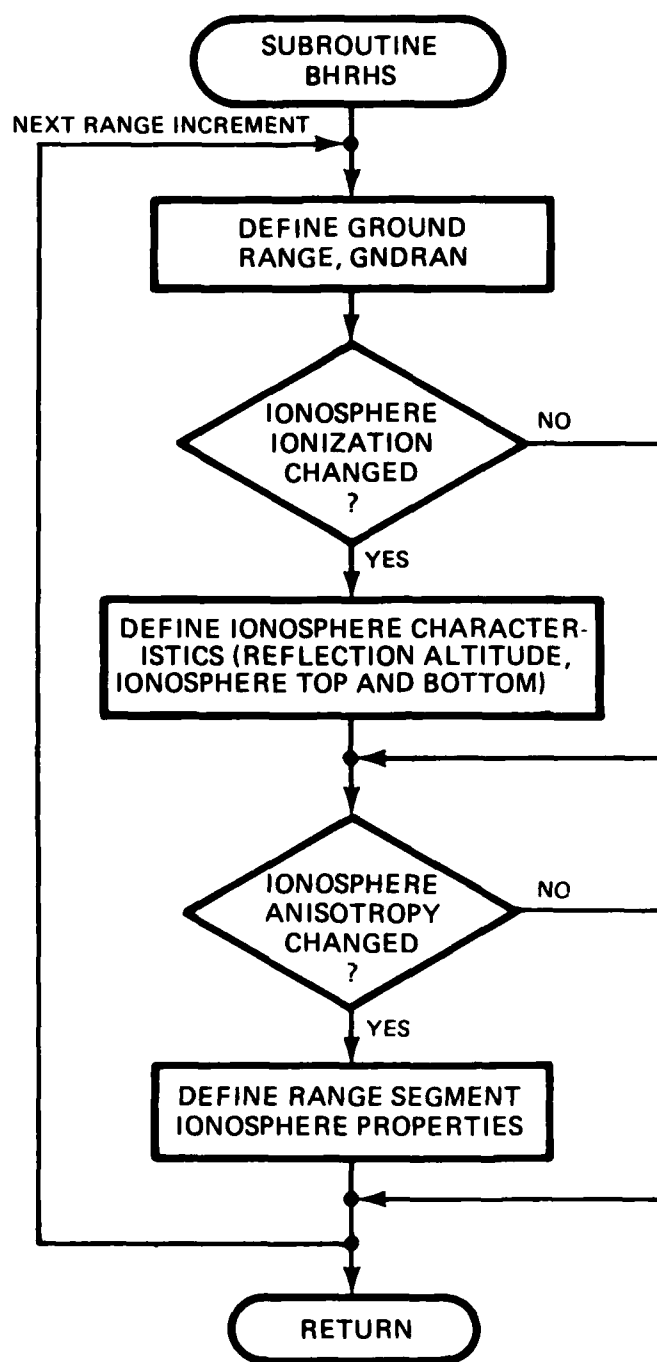 SUBROUTINE
BHRHS
NEXT RANGE INCREMENT
DEFINE GROUND
RANGE, GNDRAN
IONOSPHERE
IONIZATION
CHANGED
?
NO
YES
DEFINE IONOSPHERE CHARACTER-
ISTICS (REFLECTION ALTITUDE,
IONOSPHERE TOP AND BOTTOM)
IONOSPHERE
ANISOTROPY
CHANGED
?
NO
YES
DEFINE RANGE SEGMENT
IONOSPHERE PROPERTIES
RETURN